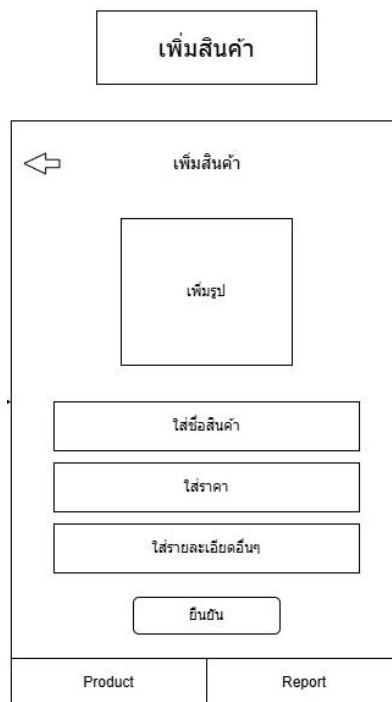 เพิ่มสินค้า
เพิ่มสินค้า
เพิ่มรูป
ใส่ชื่อสินค้า
ใส่ราคา
ใส่รายละเอียดอื่นๆ
ยืนยัน
Product Report